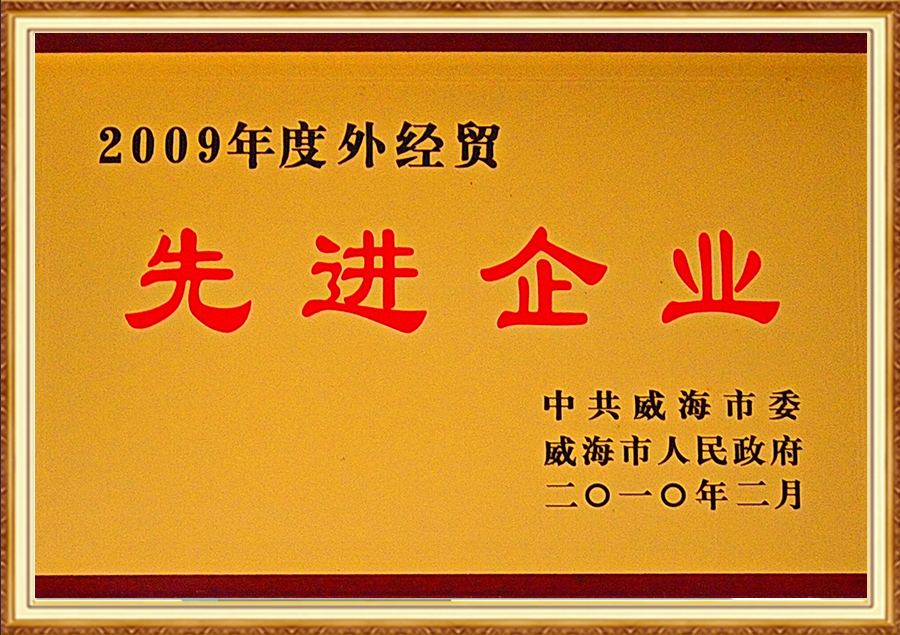 2009年度外经贸
先进企业
中共威海市委
威海市人民政府
二〇一〇年二月